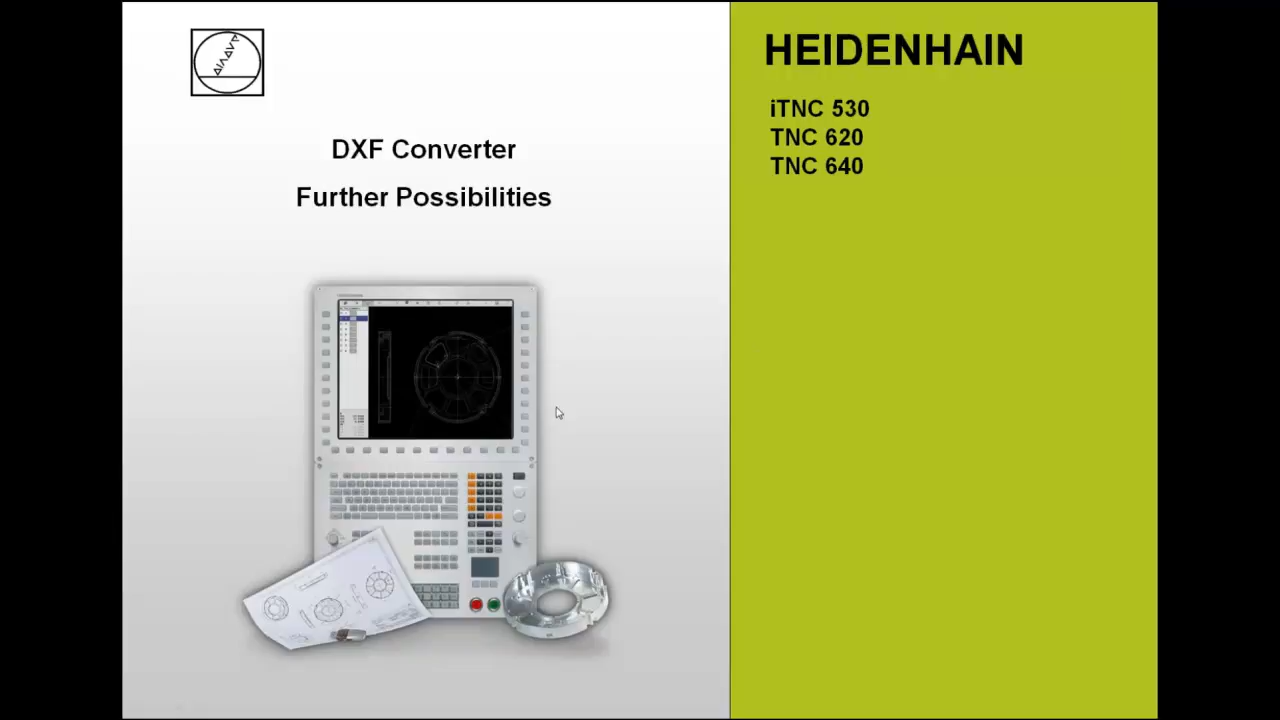 DXF Converter
Further Possibilities
HEIDENHAIN
iTNC 530
TNC 620
TNC 640